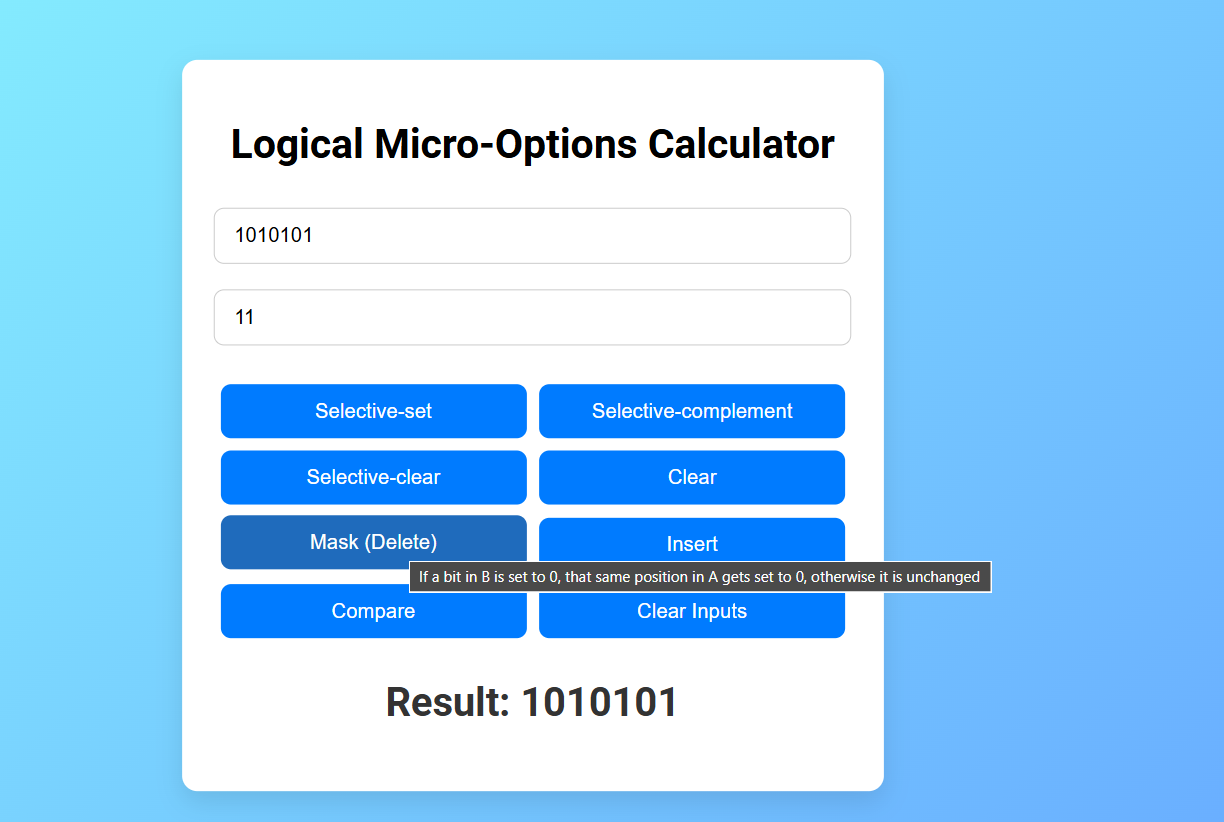 Logical Micro-Options Calculator
1010101
11
Selective-set
Selective-complement
Selective-clear
Clear
Mask (Delete)
Insert
If a bit in B is set to 0, that same position in A gets set to 0, otherwise it is unchanged
Compare
Clear Inputs
Result: 1010101